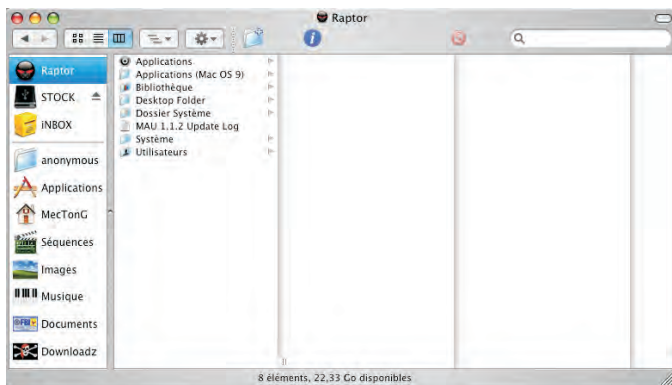 Raptor
Raptor
STOCK
iNBOX
anonymous
Applications
MecTonG
Séquences
Images
Musique
Documents
Downloadz
Applications
Applications (Mac OS 9)
Bibliothèque
Desktop Folder
Dossier Système
MAU 1.1.2 Update Log
Système
Utilisateurs
8 éléments, 22,33 Go disponibles